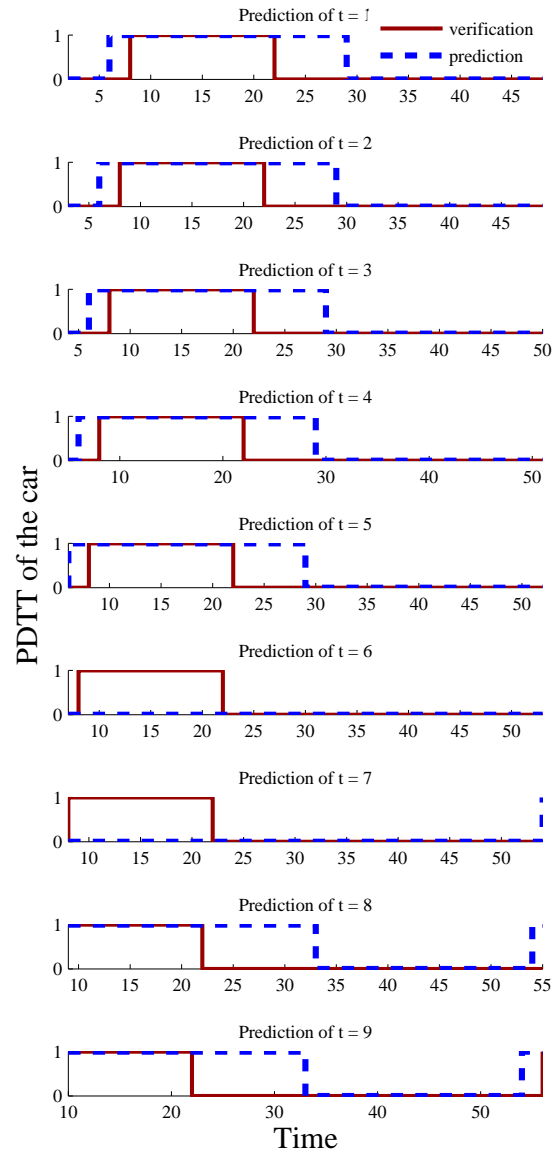 Prediction of t = 1
verification
prediction
1
0
5 10 15 20 25 30 35 40 45
Prediction of t = 2
1
0
5 10 15 20 25 30 35 40 45
Prediction of t = 3
1
0
5 10 15 20 25 30 35 40 45 50
Prediction of t = 4
1
0
10 20 30 40 50
PDTT of the car
Prediction of t = 5
1
0
10 15 20 25 30 35 40 45 50
Prediction of t = 6
1
0
10 15 20 25 30 35 40 45 50
Prediction of t = 7
1
0
10 15 20 25 30 35 40 45 50
Prediction of t = 8
1
0
10 15 20 25 30 35 40 45 50 55
Prediction of t = 9
1
0
10 20 30 40 50
Time